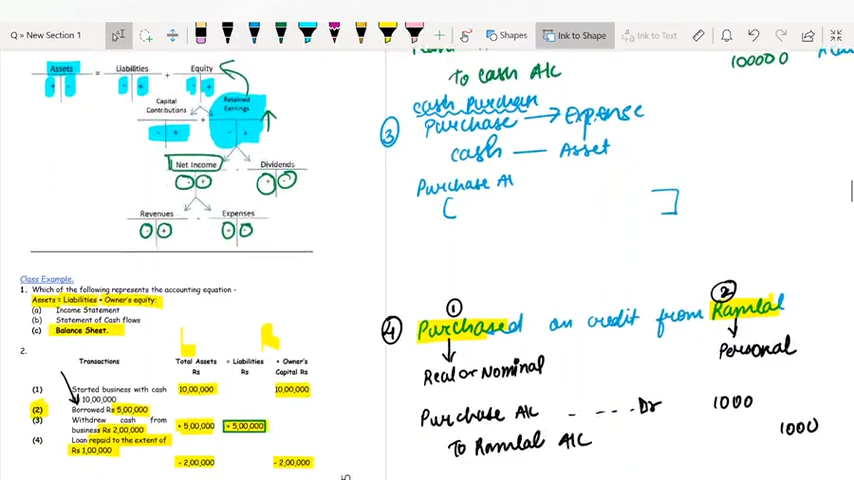 Q » New Section 1
Shapes
Ink to Shape
Ink to Text
Assets = Liabilities + Equity
+ - - + - +
Capital Contributions + Retained Earnings
- + - +
Net Income - Dividends
- + + -
Revenues - Expenses
- + + -
Class Example.
1. Which of the following represents the accounting equation -
Assets = Liabilities + Owner's equity:
(a) Income Statement
(b) Statement of Cash flows
(c) Balance Sheet.
2.
Transactions Total Assets Rs = Liabilities Rs + Owner's Capital Rs
(1) Started business with cash 10,00,000 10,00,000
10,00,000
(2) Borrowed Rs 5,00,000
(3) Withdrew cash from + 5,00,000 + 5,00,000
business Rs 2,00,000
(4) Loan repaid to the extent of
Rs 1,00,000
- 2,00,000 - 2,00,000
100000
To cash A/c
cash purchase
③ Purchase → Expense
cash — Asset
Purchase A/
[ ]
① ②
④ Purchased on credit from Ramlal
Real or Nominal Personal
Purchase A/c - - - - Dr 1000
To Ramlal A/c 1000